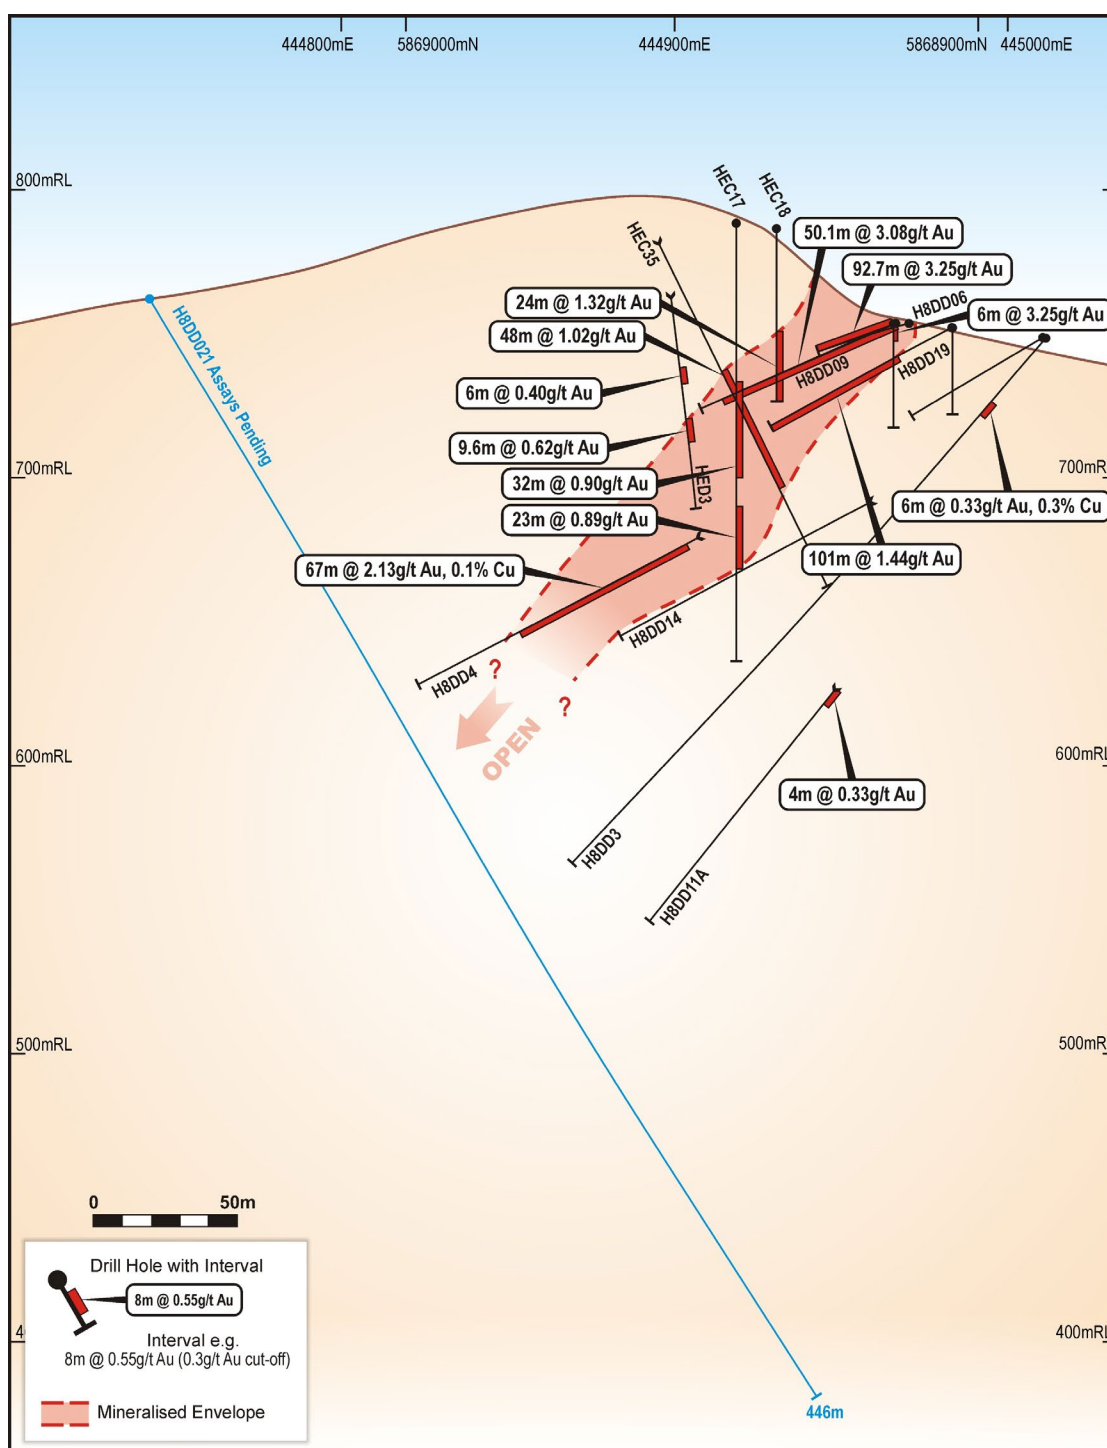 444800mE
5869000mN
444900mE
5868900mN
445000mE
800mRL
HEC17
HEC18
HEC35
50.1m @ 3.08g/t Au
92.7m @ 3.25g/t Au
24m @ 1.32g/t Au
48m @ 1.02g/t Au
H8DD06
6m @ 3.25g/t Au
H8DD09
H8DD19
H8DD021 Assays Pending
6m @ 0.40g/t Au
9.6m @ 0.62g/t Au
700mRL
700mR
HED3
32m @ 0.90g/t Au
6m @ 0.33g/t Au, 0.3% Cu
23m @ 0.89g/t Au
101m @ 1.44g/t Au
67m @ 2.13g/t Au, 0.1% Cu
H8DD14
H8DD4
?
?
OPEN
600mRL
600mRL
4m @ 0.33g/t Au
H8DD3
H8DD11A
500mRL
500mR
0 50m
Drill Hole with Interval
8m @ 0.55g/t Au
Interval e.g.
8m @ 0.55g/t Au (0.3g/t Au cut-off)
Mineralised Envelope
4
400mRL
446m